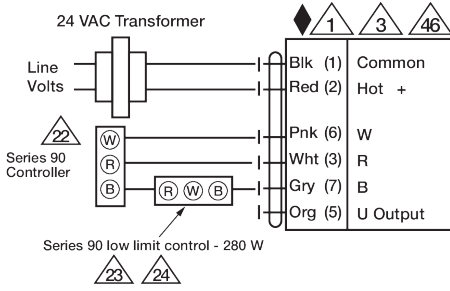 24 VAC Transformer
1 3 46
Line
Volts
Blk (1) Common
Red (2) Hot +
22
Series 90
Controller
W Pnk (6) W
R Wht (3) R
B R W B Gry (7) B
Org (5) U Output
Series 90 low limit control - 280 W
23 24